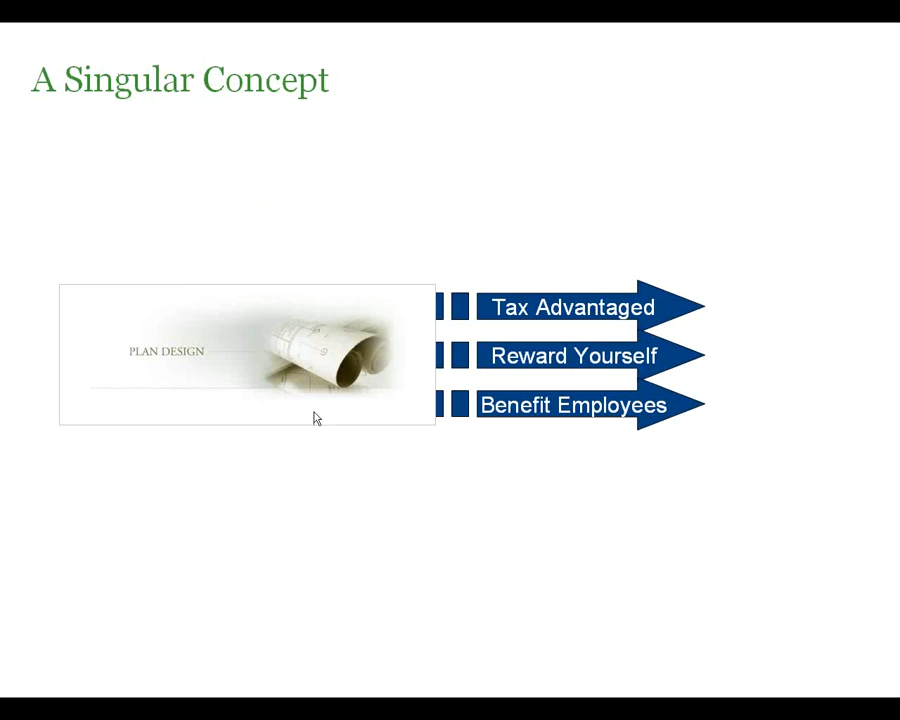 A Singular Concept
PLAN DESIGN
Tax Advantaged
Reward Yourself
Benefit Employees